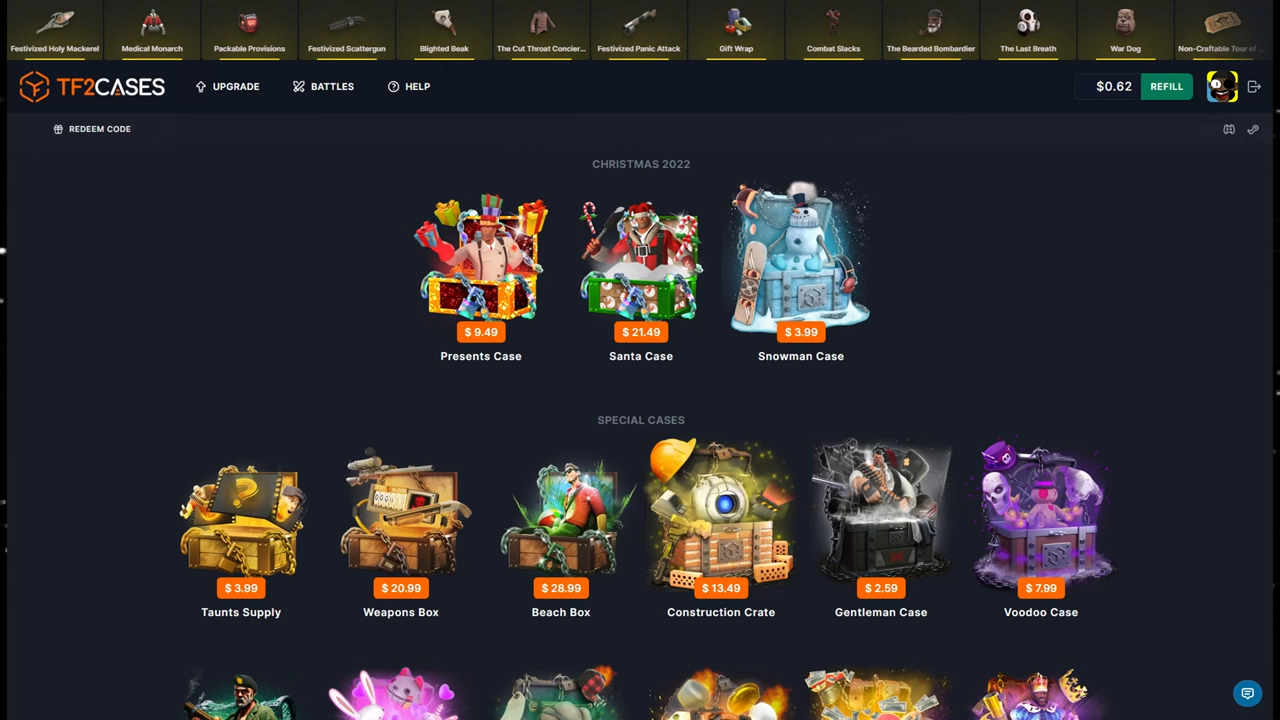 Festivized Holy Mackerel
Medical Monarch
Packable Provisions
Festivized Scattergun
Blighted Beak
The Cut Throat Concier...
Festivized Panic Attack
Gift Wrap
Combat Slacks
The Bearded Bombardier
The Last Breath
War Dog
Non-Craftable Tour of ...
TF2CASES
UPGRADE
BATTLES
HELP
$0.62
REFILL
REDEEM CODE
CHRISTMAS 2022
$ 9.49
$ 21.49
$ 3.99
Presents Case
Santa Case
Snowman Case
SPECIAL CASES
$ 3.99
$ 20.99
$ 28.99
$ 13.49
$ 2.59
$ 7.99
Taunts Supply
Weapons Box
Beach Box
Construction Crate
Gentleman Case
Voodoo Case